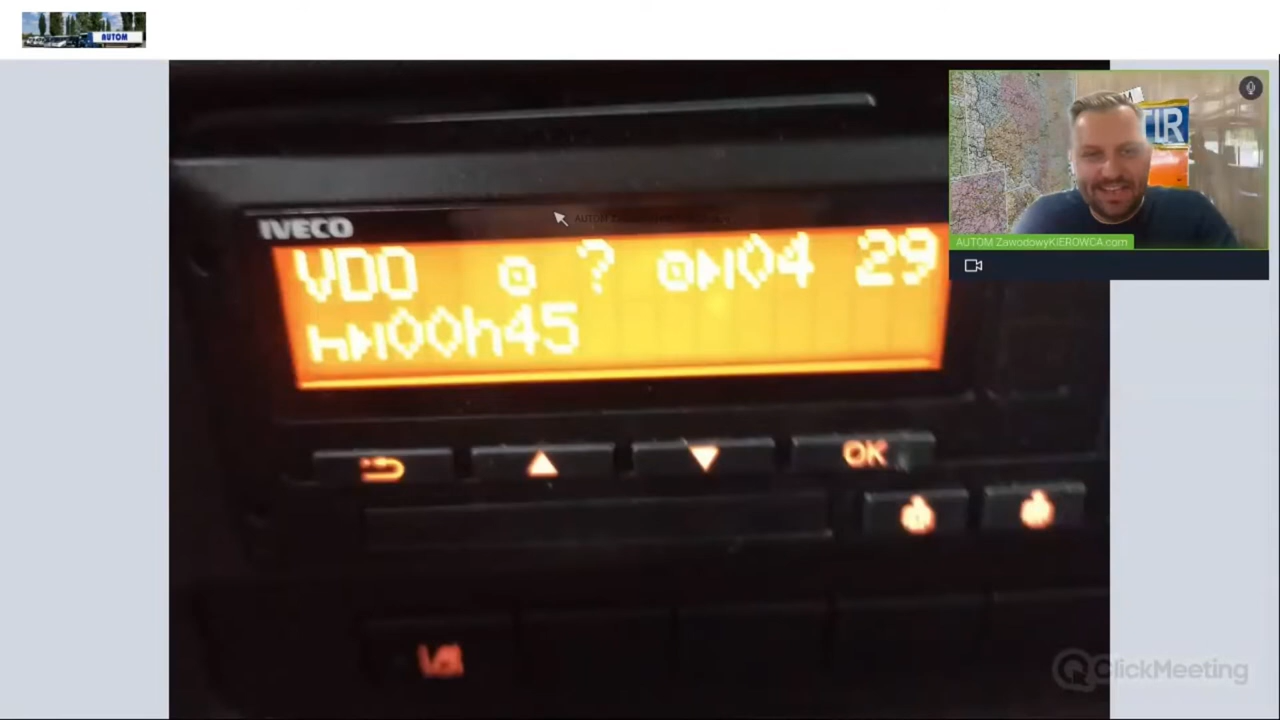 AUTOM
TIR
AUTOM ZawodowyKIEROWCA.com
IVECO
VDO ? 04 29
00h45
OK
ClickMeeting